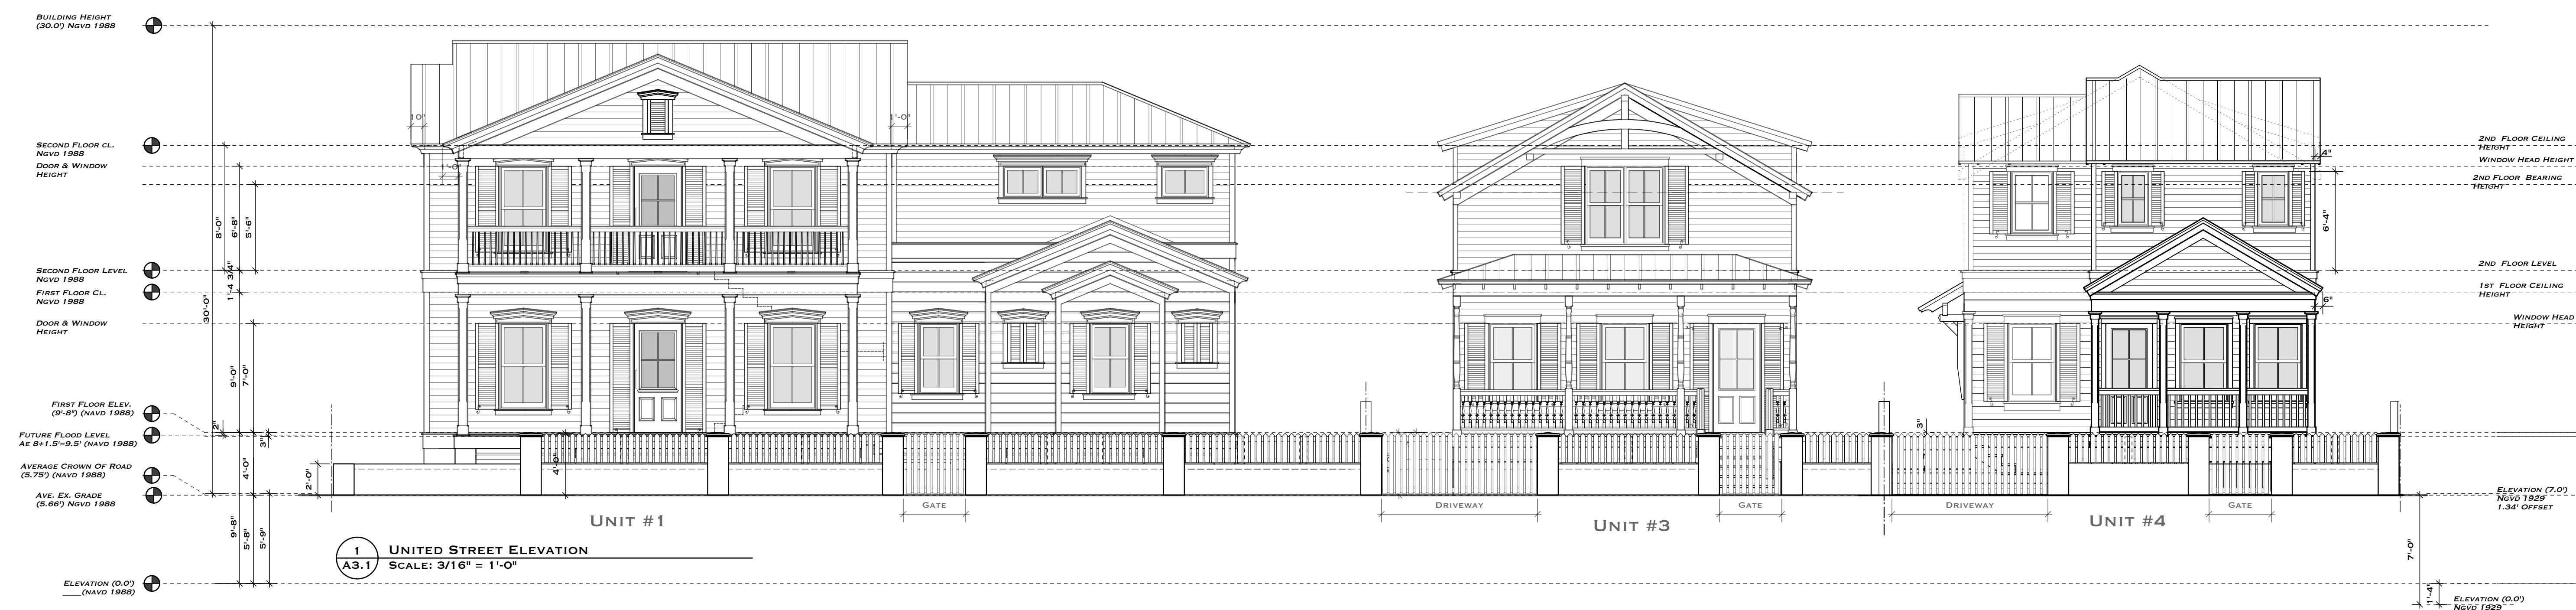 Building Height
(30.0') Ngvd 1988
Second Floor cl.
Ngvd 1988
Door & Window
Height
Second Floor Level
Ngvd 1988
First Floor Cl.
Ngvd 1988
Door & Window
Height
First Floor Elev.
(9'-8") (navd 1988)
Future Flood Level
Ae 8+1.5'=9.5' (navd 1988)
Average Crown Of Road
(5.75') (navd 1988)
Ave. Ex. Grade
(5.66') Ngvd 1988
Elevation (0.0')
____(navd 1988)
30'-0"
8'-0"
6'-8"
5'-6"
1'-4 3/4"
9'-0"
7'-0"
2"
3"
4'-0"
2'-0"
9'-8"
5'-8"
5'-9"
10"
1'-0"
1'-0"
4'-0"
Gate
Driveway
Gate
Driveway
Gate
Unit #1
Unit #3
Unit #4
1
A3.1
United Street Elevation
Scale: 3/16" = 1'-0"
3"
4"
6'-4"
6"
2nd Floor Ceiling
Height
Window Head Height
2nd Floor Bearing
Height
2nd Floor Level
1st Floor Ceiling
Height
Window Head
Height
Elevation (7.0')
Ngvd 1929
1.34' Offset
7'-0"
1'-4"
Elevation (0.0')
Ngvd 1929